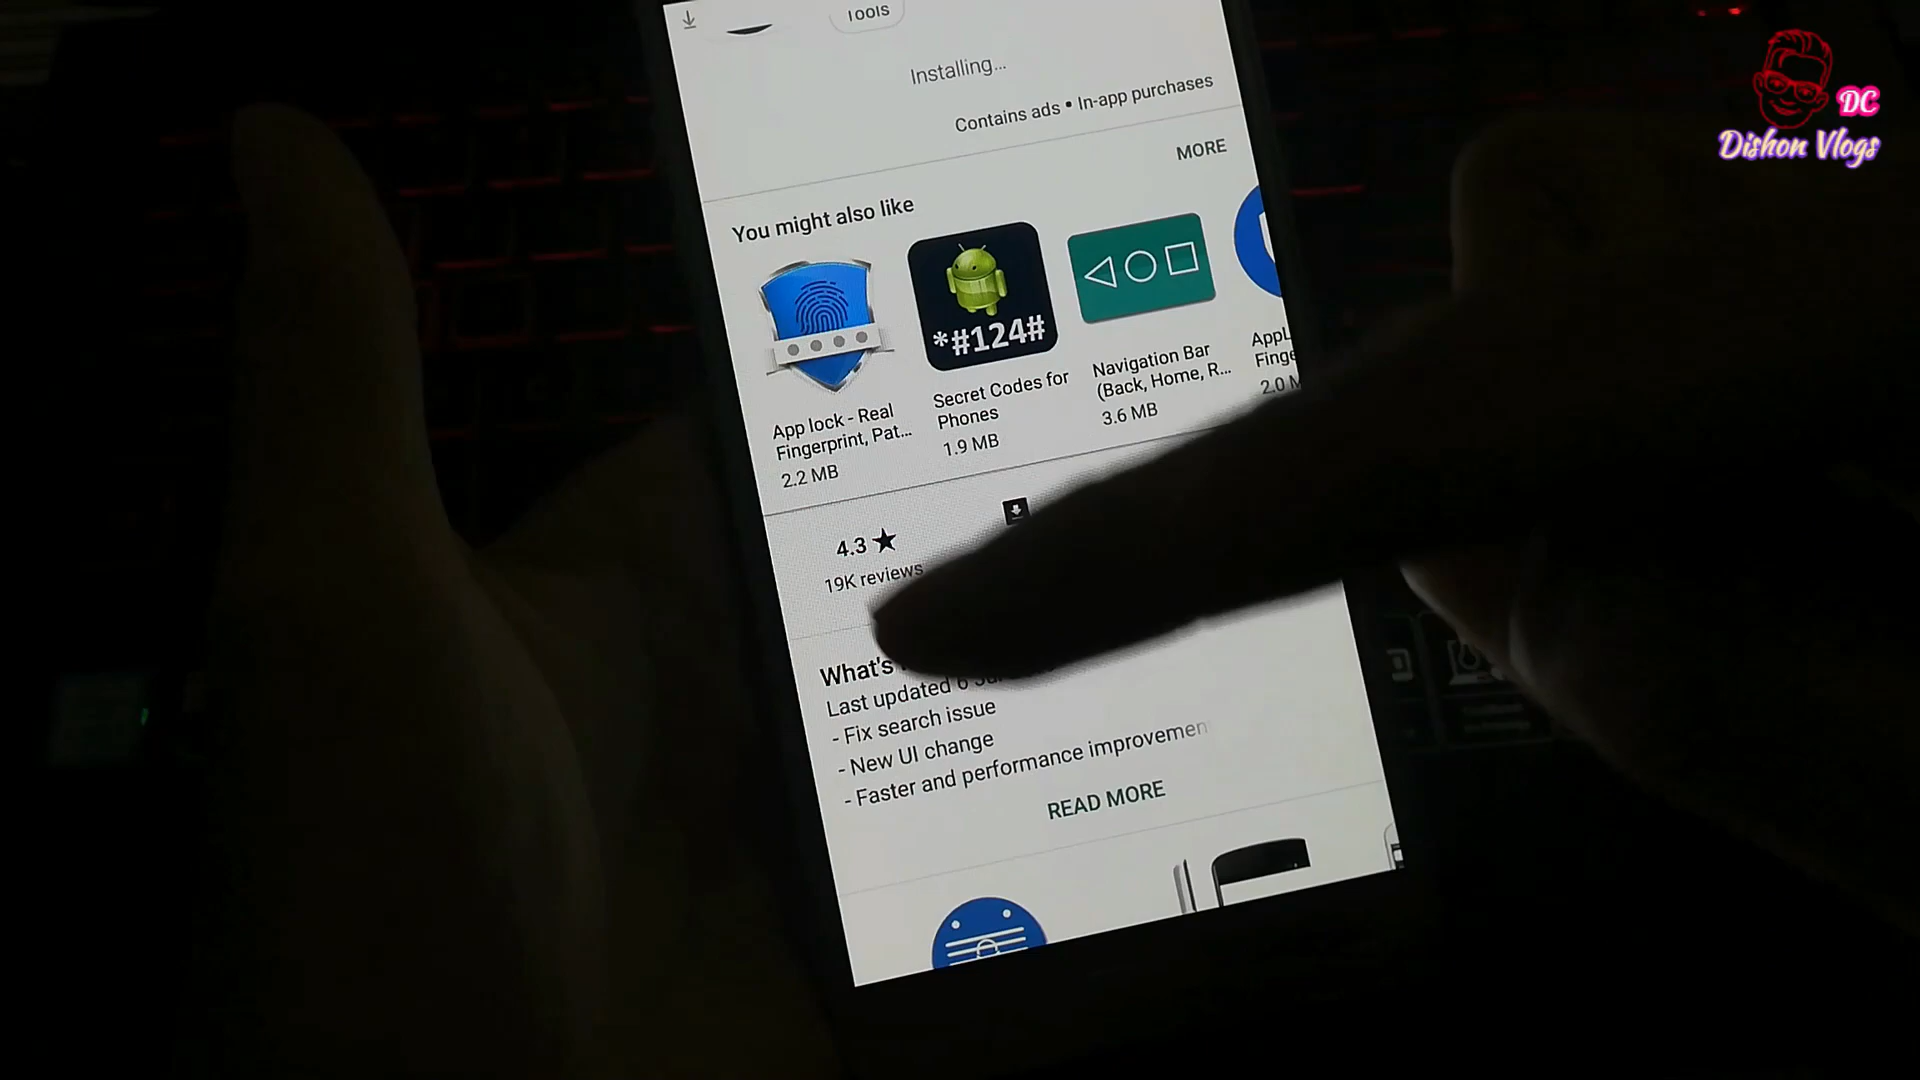 Tools
Installing...
Contains ads • In-app purchases
MORE
You might also like
*#124#
App lock - Real
Fingerprint, Pat...
2.2 MB
Secret Codes for
Phones
1.9 MB
Navigation Bar
(Back, Home, R...
3.6 MB
2.0 M
4.3 ★
19K reviews
What's
Last updated 6
- Fix search issue
- New UI change
- Faster and performance improvemen
READ MORE
DC
Dishon Vlogs